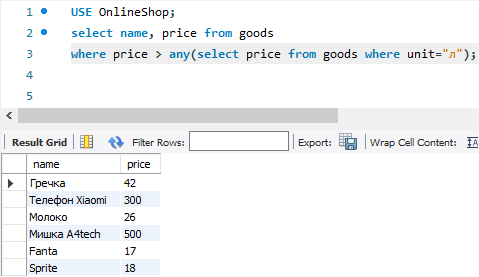 1 USE OnlineShop;
2 select name, price from goods
3 where price > any(select price from goods where unit="л");
4
5
Result Grid Filter Rows: Export: Wrap Cell Content:
name price
Гречка 42
Телефон Xiaomi 300
Молоко 26
Мишка A4tech 500
Fanta 17
Sprite 18